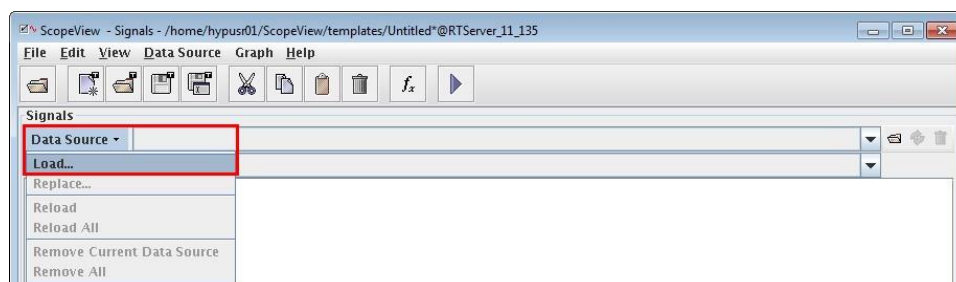 ScopeView - Signals - /home/hypusr01/ScopeView/templates/Untitled*@RTServer_11_135
File Edit View Data Source Graph Help
fx
Signals
Data Source
Load...
Replace...
Reload
Reload All
Remove Current Data Source
Remove All